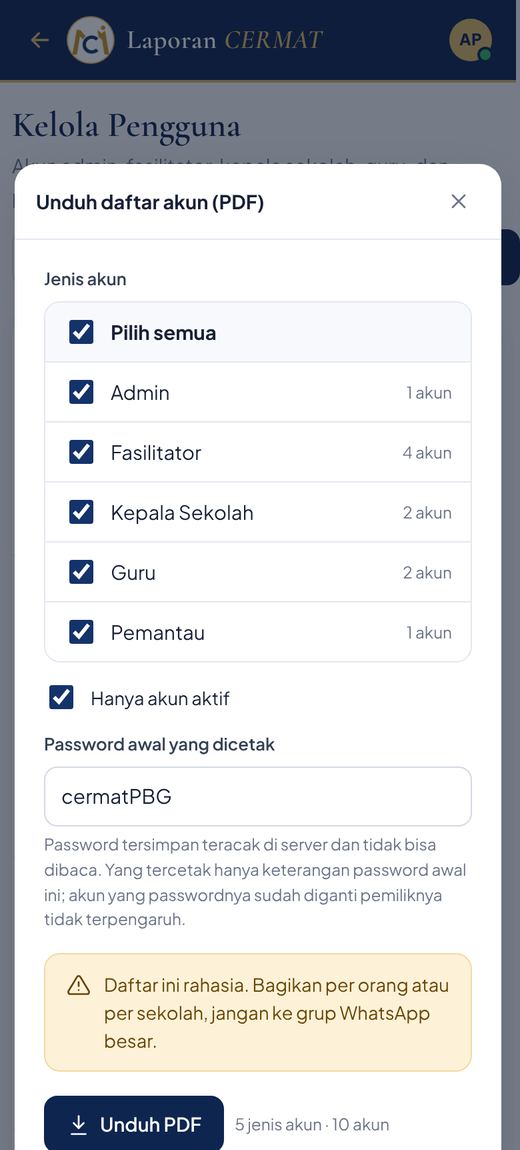 Laporan CERMAT
AP
Kelola Pengguna
Unduh daftar akun (PDF)
Jenis akun
Pilih semua
Admin 1 akun
Fasilitator 4 akun
Kepala Sekolah 2 akun
Guru 2 akun
Pemantau 1 akun
Hanya akun aktif
Password awal yang dicetak
cermatPBG
Password tersimpan teracak di server dan tidak bisa
dibaca. Yang tercetak hanya keterangan password awal
ini; akun yang passwordnya sudah diganti pemiliknya
tidak terpengaruh.
Daftar ini rahasia. Bagikan per orang atau
per sekolah, jangan ke grup WhatsApp
besar.
Unduh PDF 5 jenis akun · 10 akun